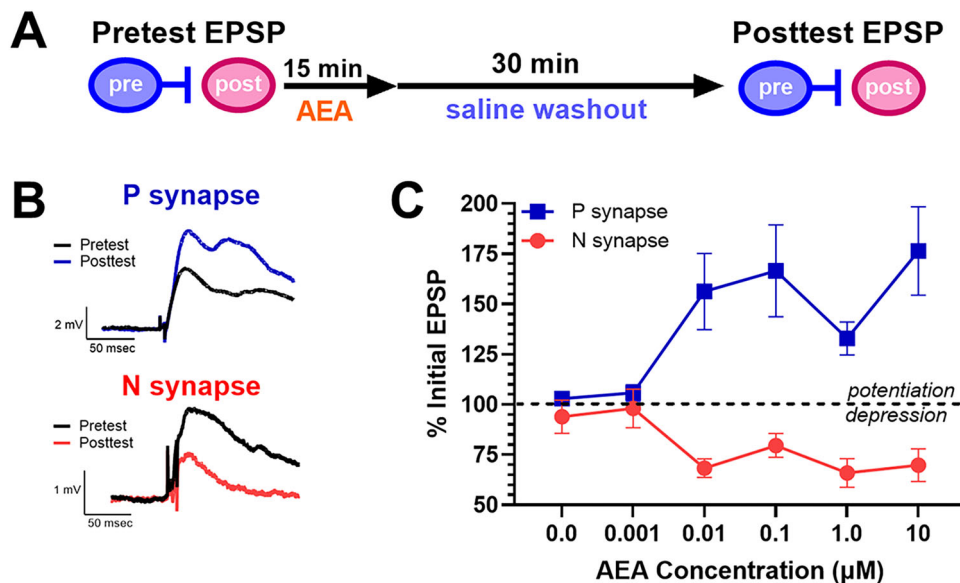 A
Pretest EPSP
pre
post
15 min
AEA
30 min
saline washout
Posttest EPSP
pre
post
B
P synapse
Pretest
Posttest
2 mV
50 msec
N synapse
Pretest
Posttest
1 mV
50 msec
C
P synapse
N synapse
% Initial EPSP
200
175
150
125
100
75
50
potentiation
depression
0.0 0.001 0.01 0.1 1.0 10
AEA Concentration (µM)